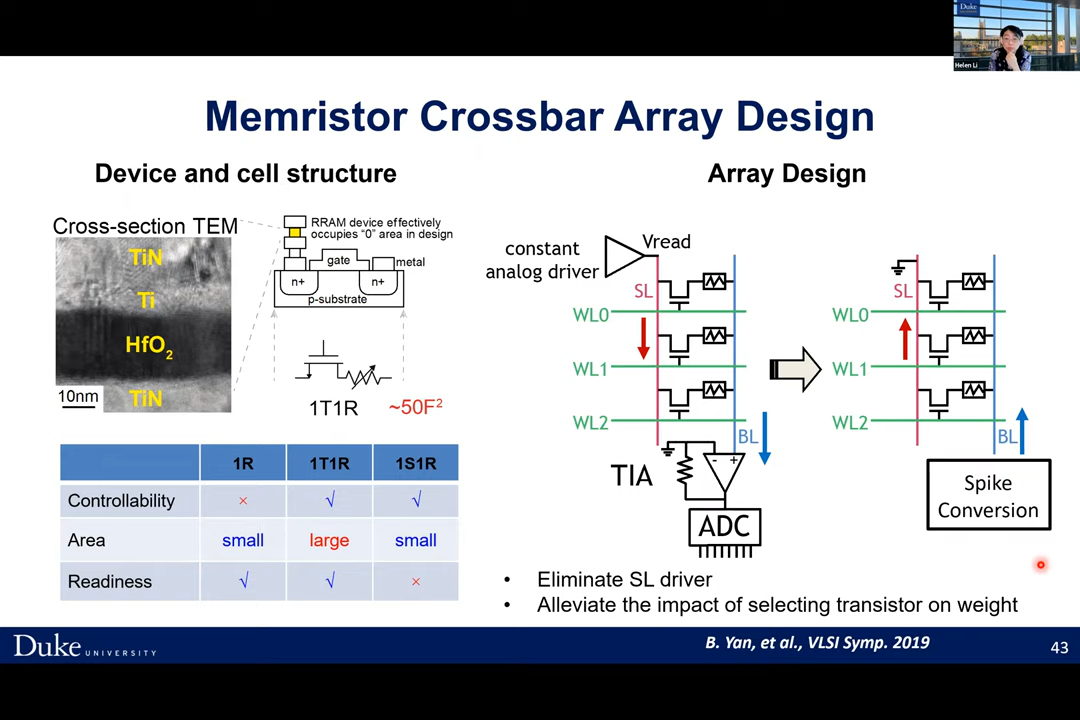 Duke
Helen Li
Memristor Crossbar Array Design
Device and cell structure
Array Design
Cross-section TEM
TiN
Ti
HfO2
TiN
10nm
RRAM device effectively
occupies "0" area in design
gate
metal
n+
n+
p-substrate
1T1R
~50F2
1R 1T1R 1S1R
Controllability × √ √
Area small large small
Readiness √ √ ×
constant
analog driver
Vread
SL
WL0
WL1
WL2
BL
TIA
- +
ADC
SL
WL0
WL1
WL2
BL
Spike
Conversion
• Eliminate SL driver
• Alleviate the impact of selecting transistor on weight
Duke UNIVERSITY
B. Yan, et al., VLSI Symp. 2019
43